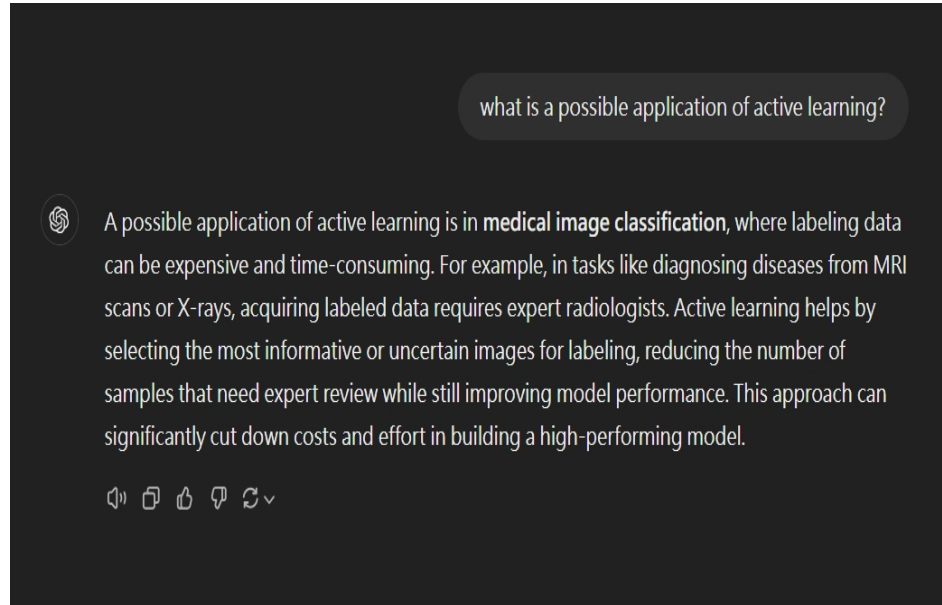 what is a possible application of active learning?
A possible application of active learning is in medical image classification, where labeling data
can be expensive and time-consuming. For example, in tasks like diagnosing diseases from MRI
scans or X-rays, acquiring labeled data requires expert radiologists. Active learning helps by
selecting the most informative or uncertain images for labeling, reducing the number of
samples that need expert review while still improving model performance. This approach can
significantly cut down costs and effort in building a high-performing model.